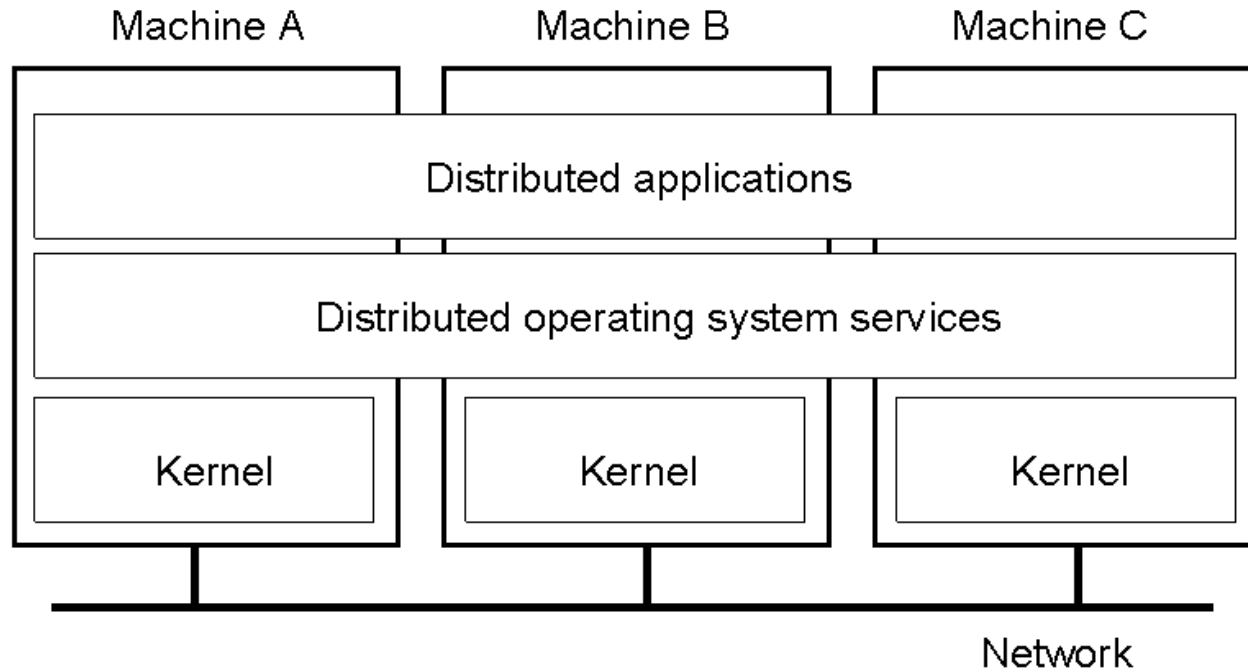 Machine A
Machine B
Machine C
Distributed applications
Distributed operating system services
Kernel
Kernel
Kernel
Network